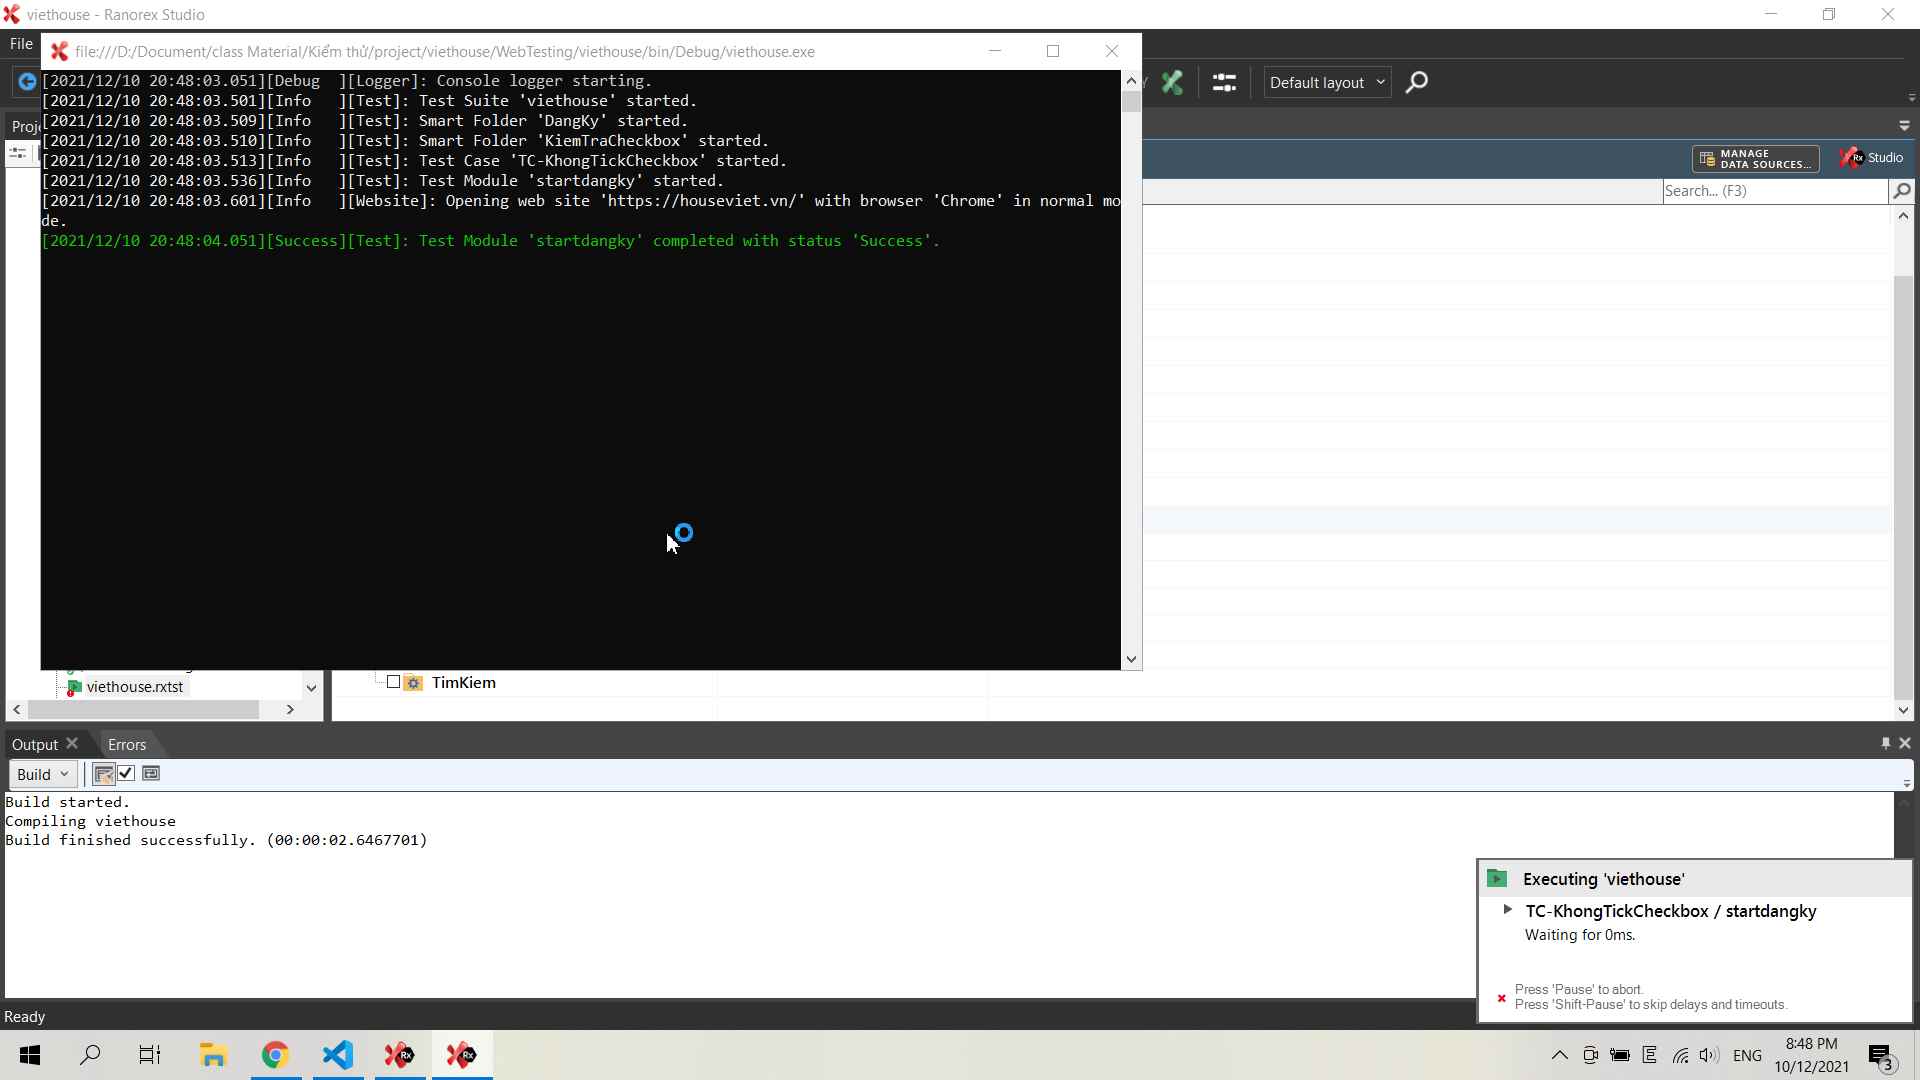 viethouse - Ranorex Studio
File
file:///D:/Document/class Material/Kiểm thử/project/viethouse/WebTesting/viethouse/bin/Debug/viethouse.exe
[2021/12/10 20:48:03.051][Debug  ][Logger]: Console logger starting.
[2021/12/10 20:48:03.501][Info   ][Test]: Test Suite 'viethouse' started.
[2021/12/10 20:48:03.509][Info   ][Test]: Smart Folder 'DangKy' started.
[2021/12/10 20:48:03.510][Info   ][Test]: Smart Folder 'KiemTraCheckbox' started.
[2021/12/10 20:48:03.513][Info   ][Test]: Test Case 'TC-KhongTickCheckbox' started.
[2021/12/10 20:48:03.536][Info   ][Test]: Test Module 'startdangky' started.
[2021/12/10 20:48:03.601][Info   ][Website]: Opening web site 'https://houseviet.vn/' with browser 'Chrome' in normal mo
de.
[2021/12/10 20:48:04.051][Success][Test]: Test Module 'startdangky' completed with status 'Success'.
Default layout
Proje
MANAGE
DATA SOURCES...
Rx Studio
Search... (F3)
viethouse.rxtst
TimKiem
Output
Errors
Build
Build started.
Compiling viethouse
Build finished successfully. (00:00:02.6467701)
Executing 'viethouse'
TC-KhongTickCheckbox / startdangky
Waiting for 0ms.
Press 'Pause' to abort.
Press 'Shift-Pause' to skip delays and timeouts.
Ready
Rx
Rx
ENG
8:48 PM
10/12/2021
3